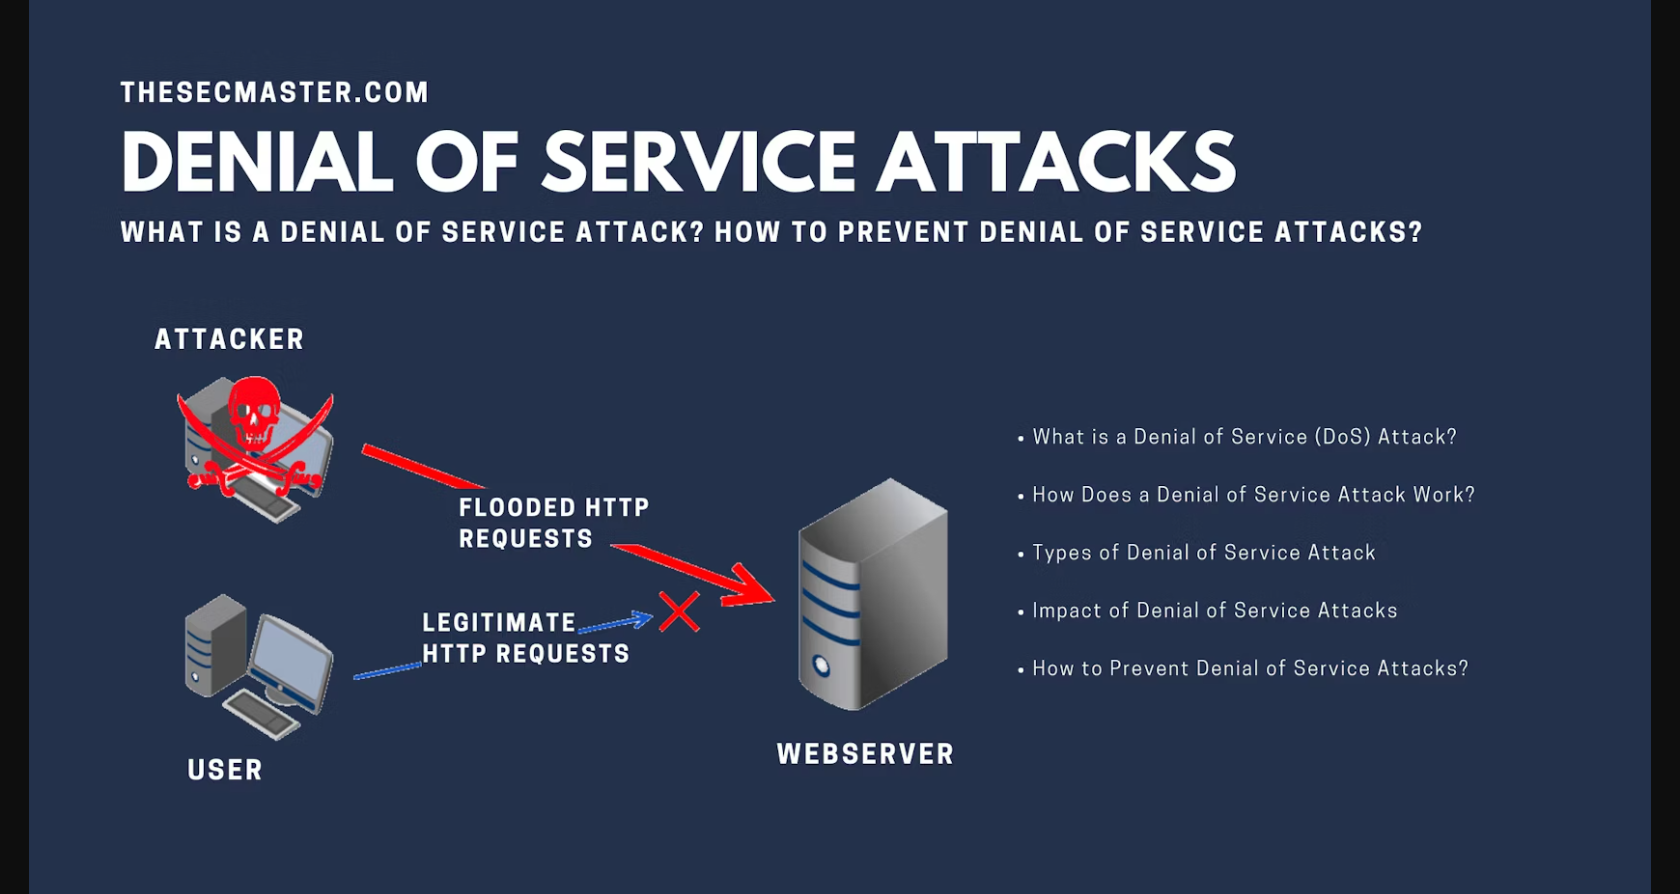 THESECMASTER.COM
DENIAL OF SERVICE ATTACKS
WHAT IS A DENIAL OF SERVICE ATTACK? HOW TO PREVENT DENIAL OF SERVICE ATTACKS?
ATTACKER
FLOODED HTTP
REQUESTS
LEGITIMATE
HTTP REQUESTS
USER
WEBSERVER
• What is a Denial of Service (DoS) Attack?
• How Does a Denial of Service Attack Work?
• Types of Denial of Service Attack
• Impact of Denial of Service Attacks
• How to Prevent Denial of Service Attacks?